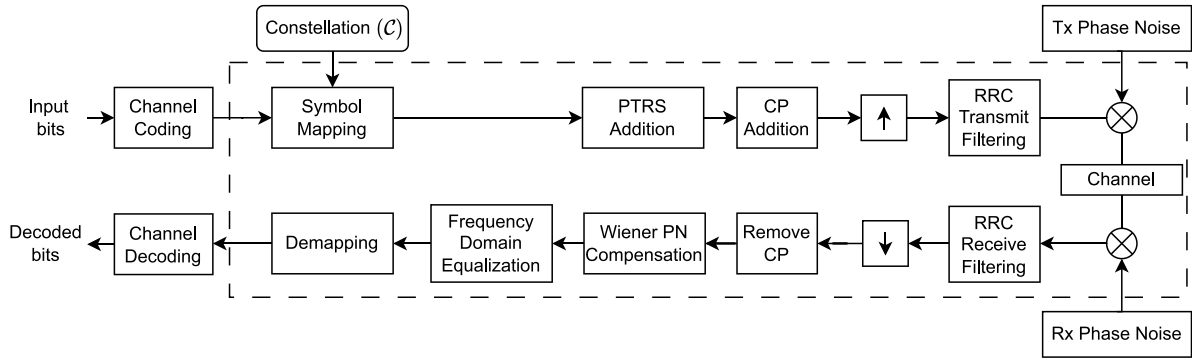 Constellation (𝒞)
Tx Phase Noise
Input
bits
Channel
Coding
Symbol
Mapping
PTRS
Addition
CP
Addition
↑
RRC
Transmit
Filtering
Channel
Decoded
bits
Channel
Decoding
Demapping
Frequency
Domain
Equalization
Wiener PN
Compensation
Remove
CP
↓
RRC
Receive
Filtering
Rx Phase Noise